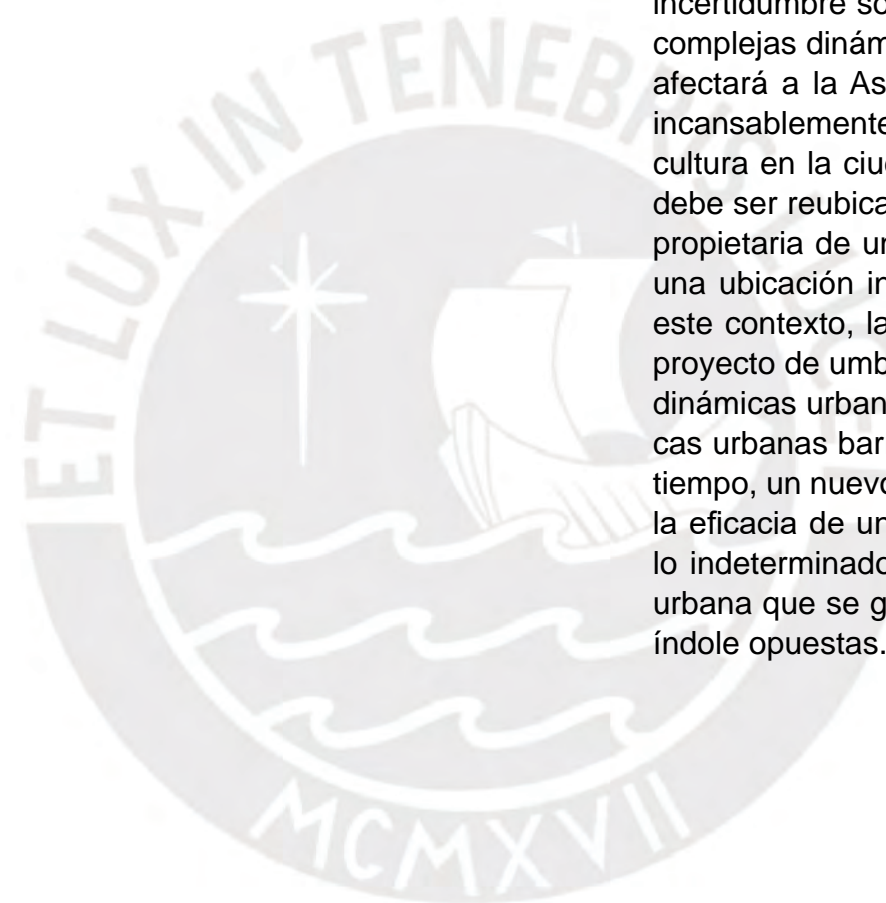 incertidumbre so
complejas dinám
afectará a la As
incansablemente
cultura en la ciu
debe ser reubica
propietaria de ur
una ubicación in
este contexto, la
proyecto de umb
dinámicas urban
cas urbanas bar
tiempo, un nuevo
la eficacia de un
lo indeterminado
urbana que se g
índole opuestas.
ET LUX IN TENEBRIS
MCMXVII